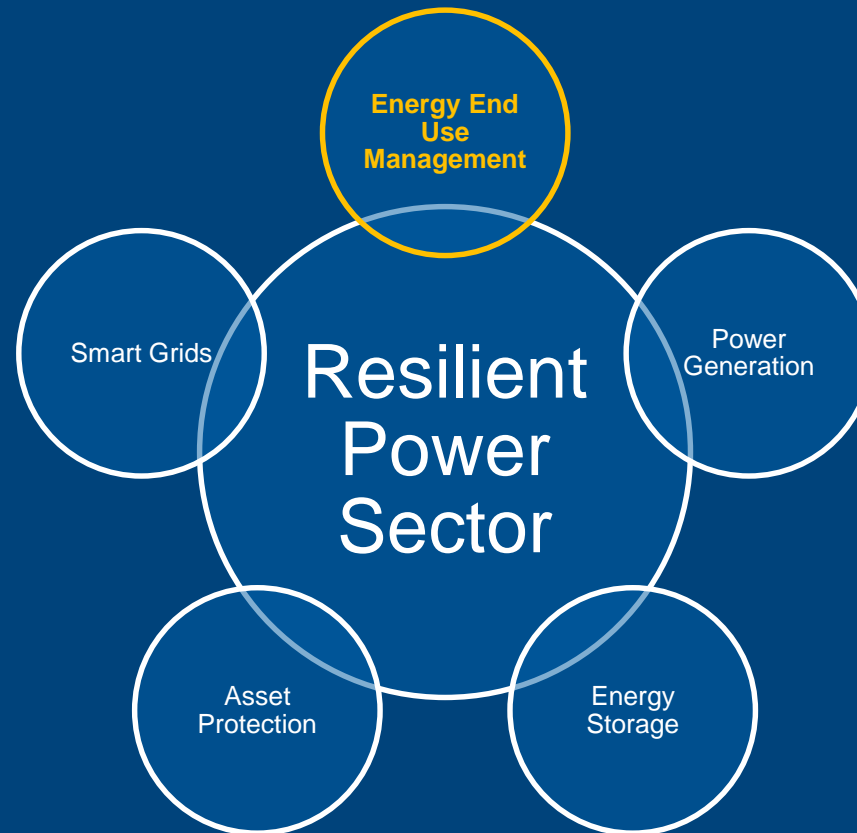 Energy End
Use
Management
Smart Grids
Power
Generation
Resilient
Power
Sector
Asset
Protection
Energy
Storage